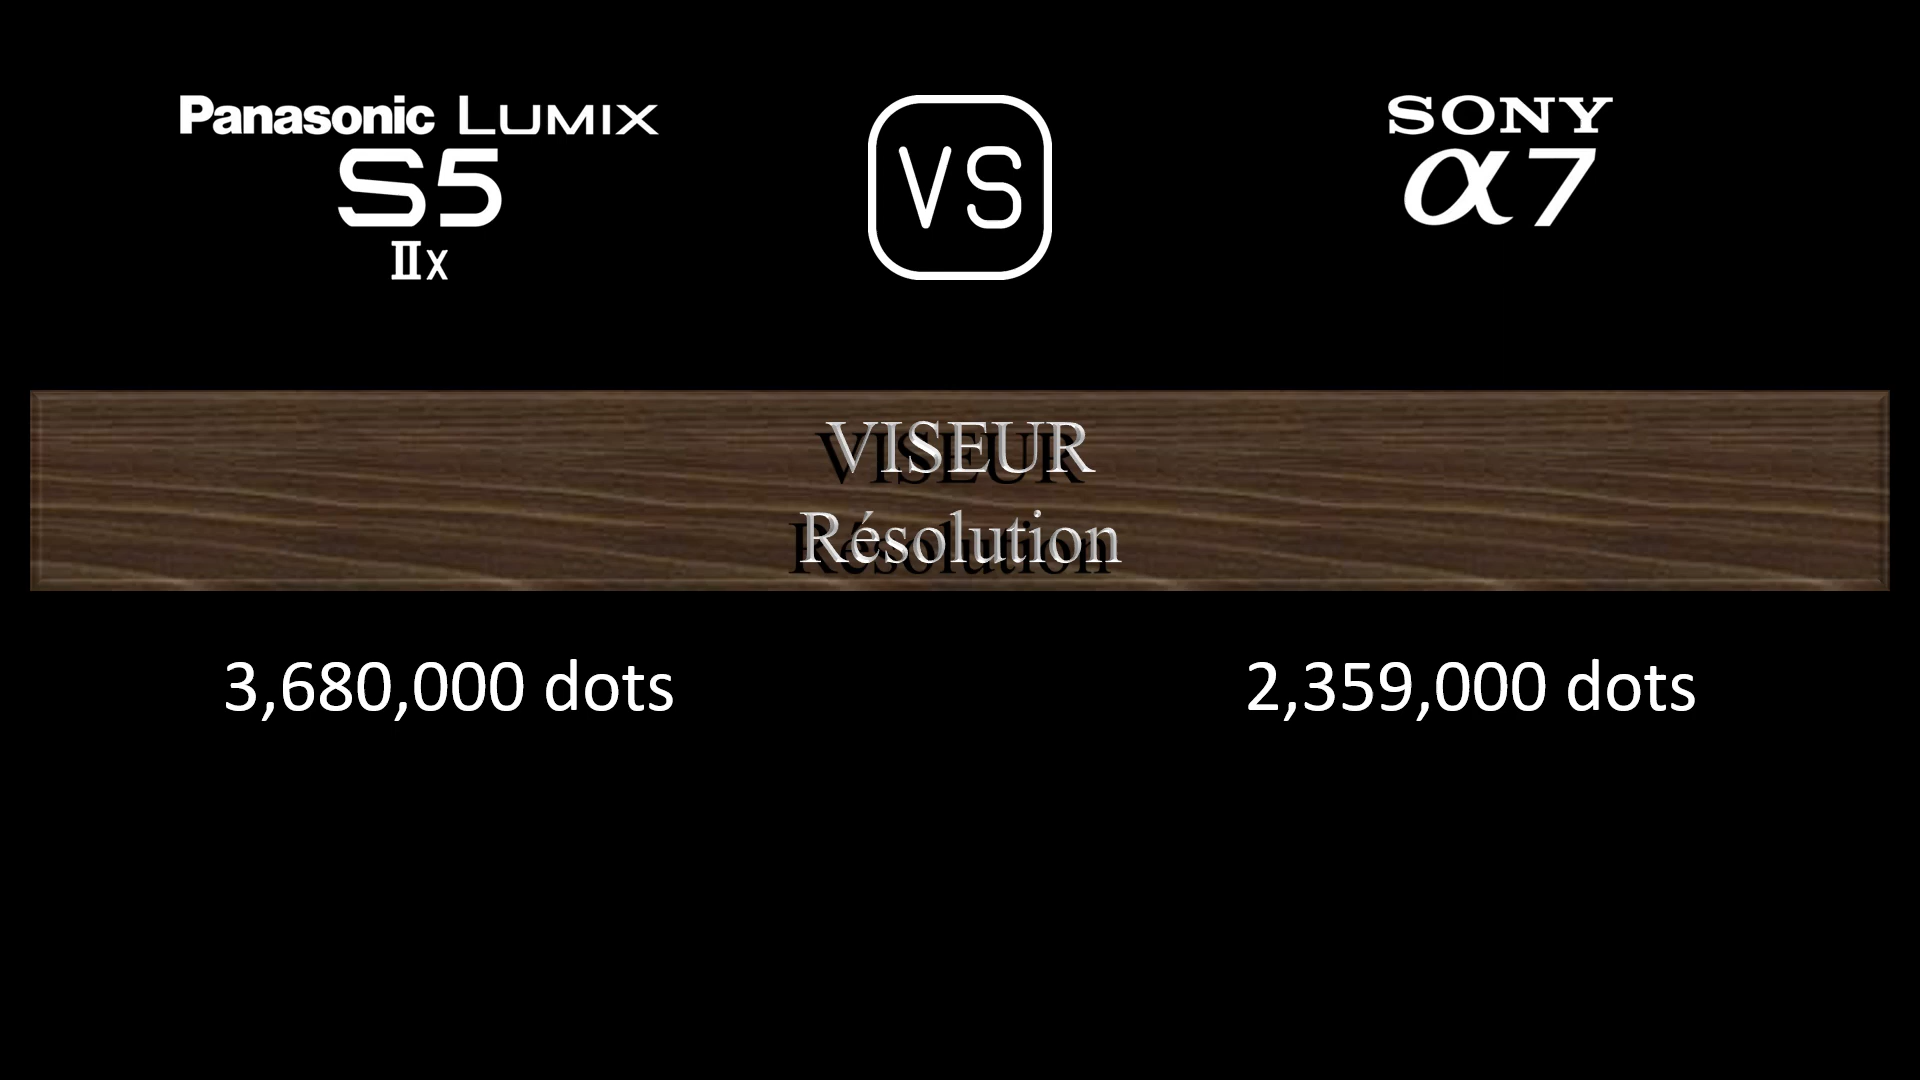 Panasonic LUMIX
S5
IIx
VS
SONY
α7
VISEUR
Résolution
3,680,000 dots
2,359,000 dots